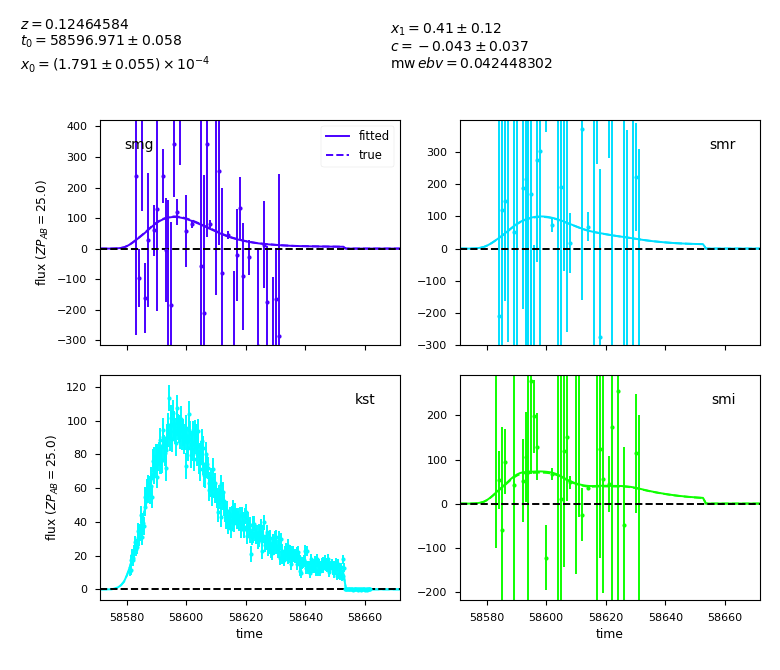 z = 0.12464584
t₀ = 58596.971 ± 0.058
x₀ = (1.791 ± 0.055) × 10⁻⁴
x₁ = 0.41 ± 0.12
c = −0.043 ± 0.037
mw ebv = 0.042448302
smg
fitted
true
flux (ZP_AB = 25.0)
400
300
200
100
0
−100
−200
−300
smr
300
200
100
0
−100
−200
−300
kst
flux (ZP_AB = 25.0)
120
100
80
60
40
20
0
58580 58600 58620 58640 58660
time
smi
200
100
0
−100
−200
58580 58600 58620 58640 58660
time